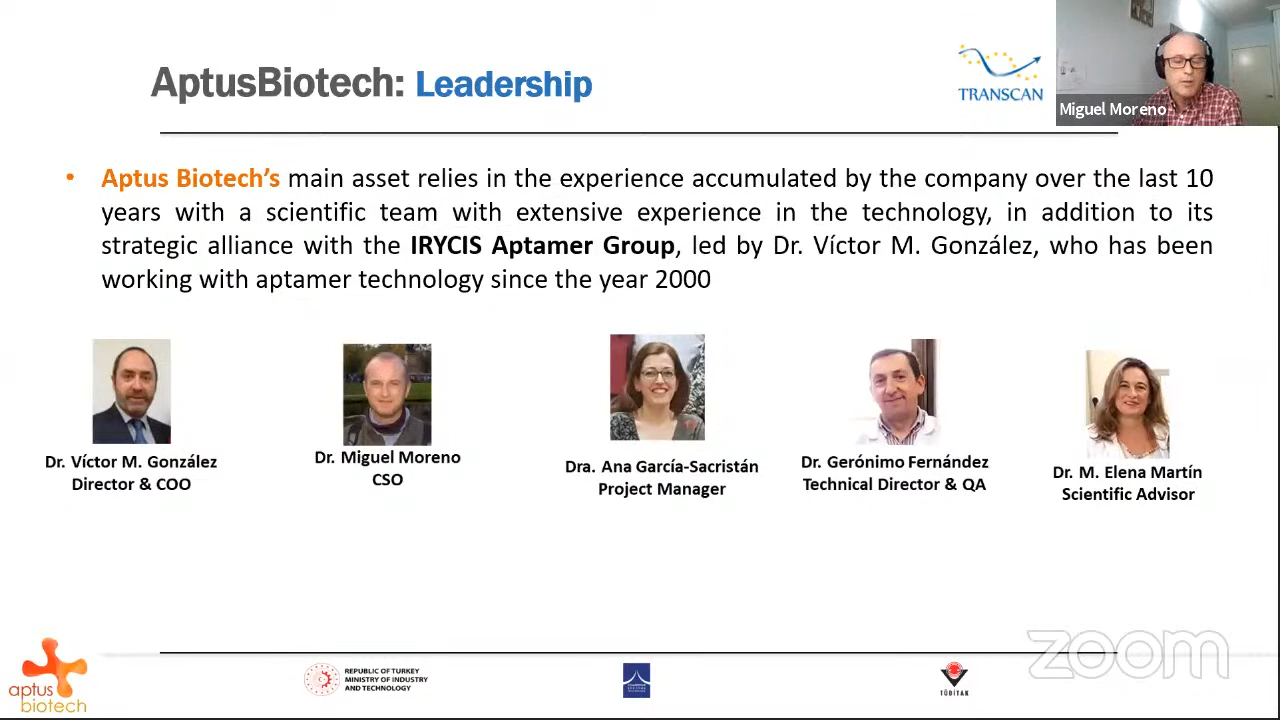 AptusBiotech: Leadership
TRANSCAN
Miguel Moreno
• Aptus Biotech's main asset relies in the experience accumulated by the company over the last 10
years with a scientific team with extensive experience in the technology, in addition to its
strategic alliance with the IRYCIS Aptamer Group, led by Dr. Víctor M. González, who has been
working with aptamer technology since the year 2000
Dr. Víctor M. González
Director & COO
Dr. Miguel Moreno
CSO
Dra. Ana García-Sacristán
Project Manager
Dr. Gerónimo Fernández
Technical Director & QA
Dr. M. Elena Martín
Scientific Advisor
aptus
biotech
REPUBLIC OF TURKEY
MINISTRY OF INDUSTRY
AND TECHNOLOGY
TÜBİTAK
zoom